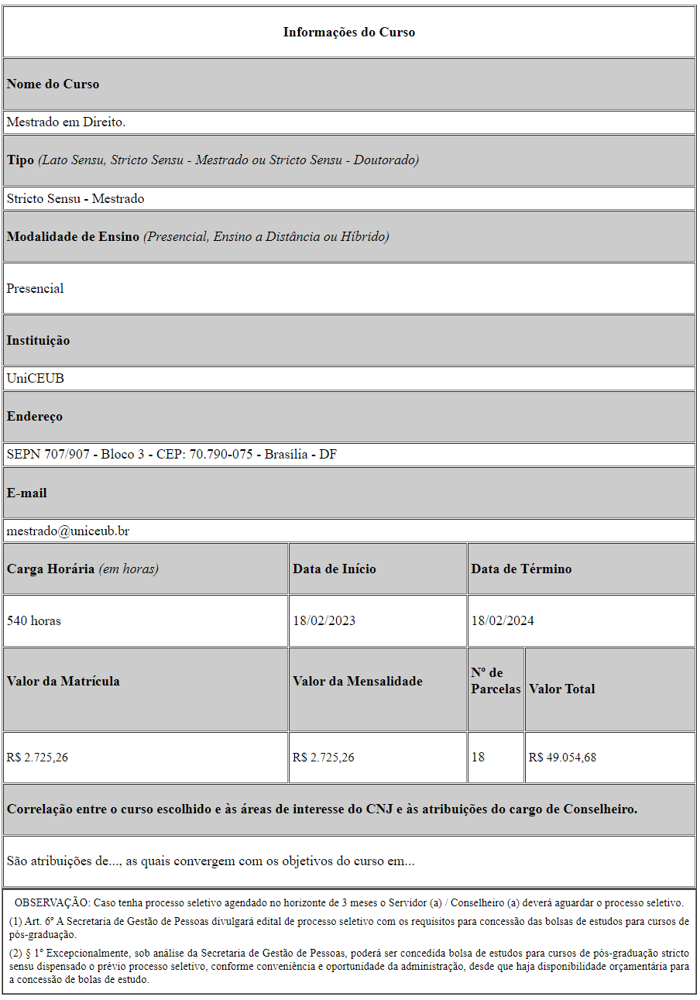 Informações do Curso
Nome do Curso
Mestrado em Direito.
Tipo (Lato Sensu, Stricto Sensu - Mestrado ou Stricto Sensu - Doutorado)
Stricto Sensu - Mestrado
Modalidade de Ensino (Presencial, Ensino a Distância ou Híbrido)
Presencial
Instituição
UniCEUB
Endereço
SEPN 707/907 - Bloco 3 - CEP: 70.790-075 - Brasília - DF
E-mail
mestrado@uniceub.br
Carga Horária (em horas) Data de Início Data de Término
540 horas 18/02/2023 18/02/2024
Valor da Matrícula Valor da Mensalidade Nº de
Parcelas Valor Total
R$ 2.725,26 R$ 2.725,26 18 R$ 49.054,68
Correlação entre o curso escolhido e às áreas de interesse do CNJ e às atribuições do cargo de Conselheiro.
São atribuições de..., as quais convergem com os objetivos do curso em...
OBSERVAÇÃO: Caso tenha processo seletivo agendado no horizonte de 3 meses o Servidor (a) / Conselheiro (a) deverá aguardar o processo seletivo.
(1) Art. 6º A Secretaria de Gestão de Pessoas divulgará edital de processo seletivo com os requisitos para concessão das bolsas de estudos para cursos de
pós-graduação.
(2) § 1º Excepcionalmente, sob análise da Secretaria de Gestão de Pessoas, poderá ser concedida bolsa de estudos para cursos de pós-graduação stricto
sensu dispensado o prévio processo seletivo, conforme conveniência e oportunidade da administração, desde que haja disponibilidade orçamentária para
a concessão de bolas de estudo.